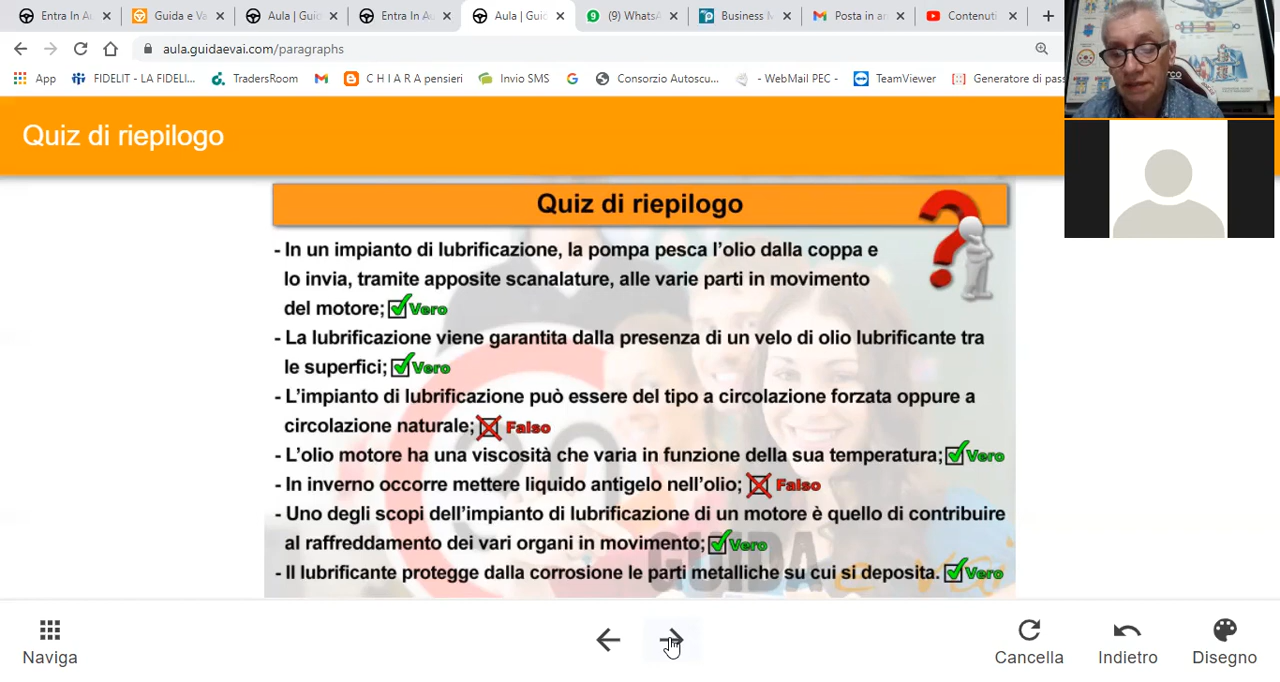 Entra In Au
Guida e Va
Aula | Guid
Entra In Au
Aula | Guid
(9) WhatsA
Business M
Posta in ar
Contenuti
aula.guidaevai.com/paragraphs
App
FIDELIT - LA FIDELI...
TradersRoom
C H I A R A pensieri
Invio SMS
Consorzio Autoscu...
- WebMail PEC -
TeamViewer
Generatore di pas
Quiz di riepilogo
Quiz di riepilogo
- In un impianto di lubrificazione, la pompa pesca l'olio dalla coppa e
lo invia, tramite apposite scanalature, alle varie parti in movimento
del motore; Vero
- La lubrificazione viene garantita dalla presenza di un velo di olio lubrificante tra
le superfici; Vero
- L'impianto di lubrificazione può essere del tipo a circolazione forzata oppure a
circolazione naturale; Falso
- L'olio motore ha una viscosità che varia in funzione della sua temperatura; Vero
- In inverno occorre mettere liquido antigelo nell'olio; Falso
- Uno degli scopi dell'impianto di lubrificazione di un motore è quello di contribuire
al raffreddamento dei vari organi in movimento; Vero
- Il lubrificante protegge dalla corrosione le parti metalliche su cui si deposita. Vero
Naviga
Cancella
Indietro
Disegno